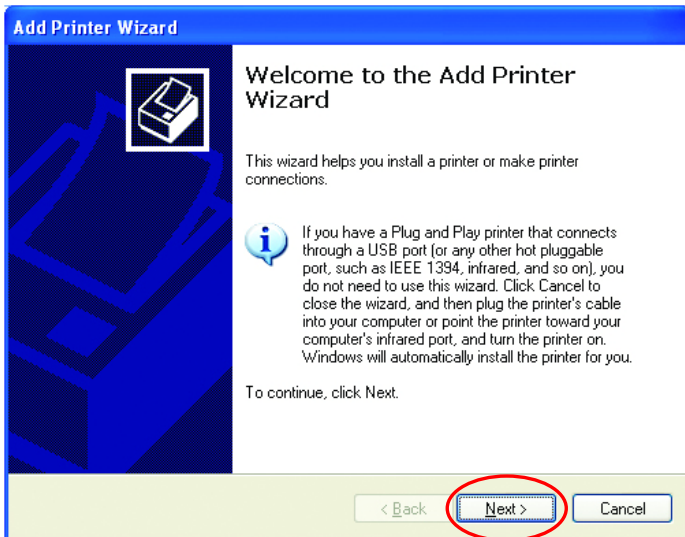 Add Printer Wizard
Welcome to the Add Printer
Wizard
This wizard helps you install a printer or make printer
connections.
If you have a Plug and Play printer that connects
through a USB port (or any other hot pluggable
port, such as IEEE 1394, infrared, and so on), you
do not need to use this wizard. Click Cancel to
close the wizard, and then plug the printer's cable
into your computer or point the printer toward your
computer's infrared port, and turn the printer on.
Windows will automatically install the printer for you.
To continue, click Next.
< Back Next > Cancel